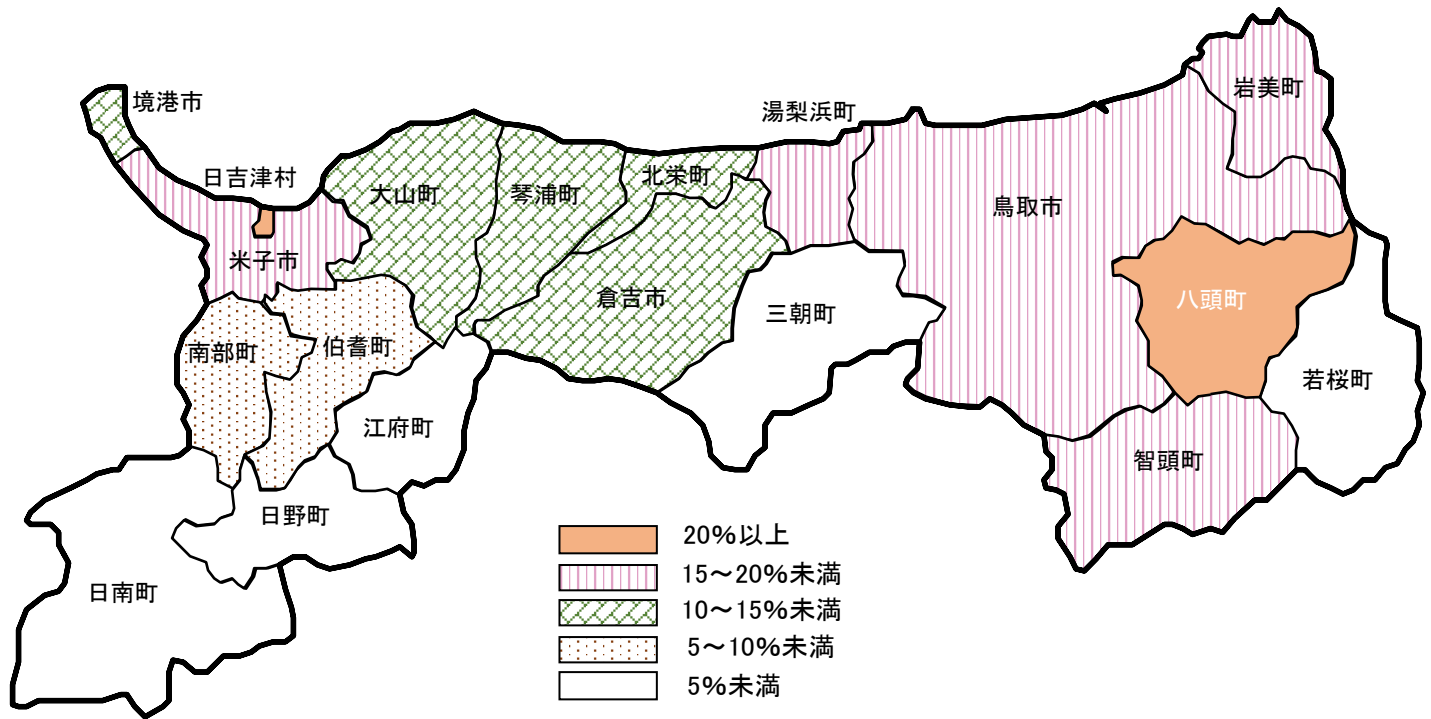 境港市
日吉津村
米子市
大山町
琴浦町
北栄町
湯梨浜町
鳥取市
岩美町
八頭町
若桜町
智頭町
三朝町
倉吉市
伯耆町
南部町
江府町
日野町
日南町
20%以上
15～20%未満
10～15%未満
5～10%未満
5%未満